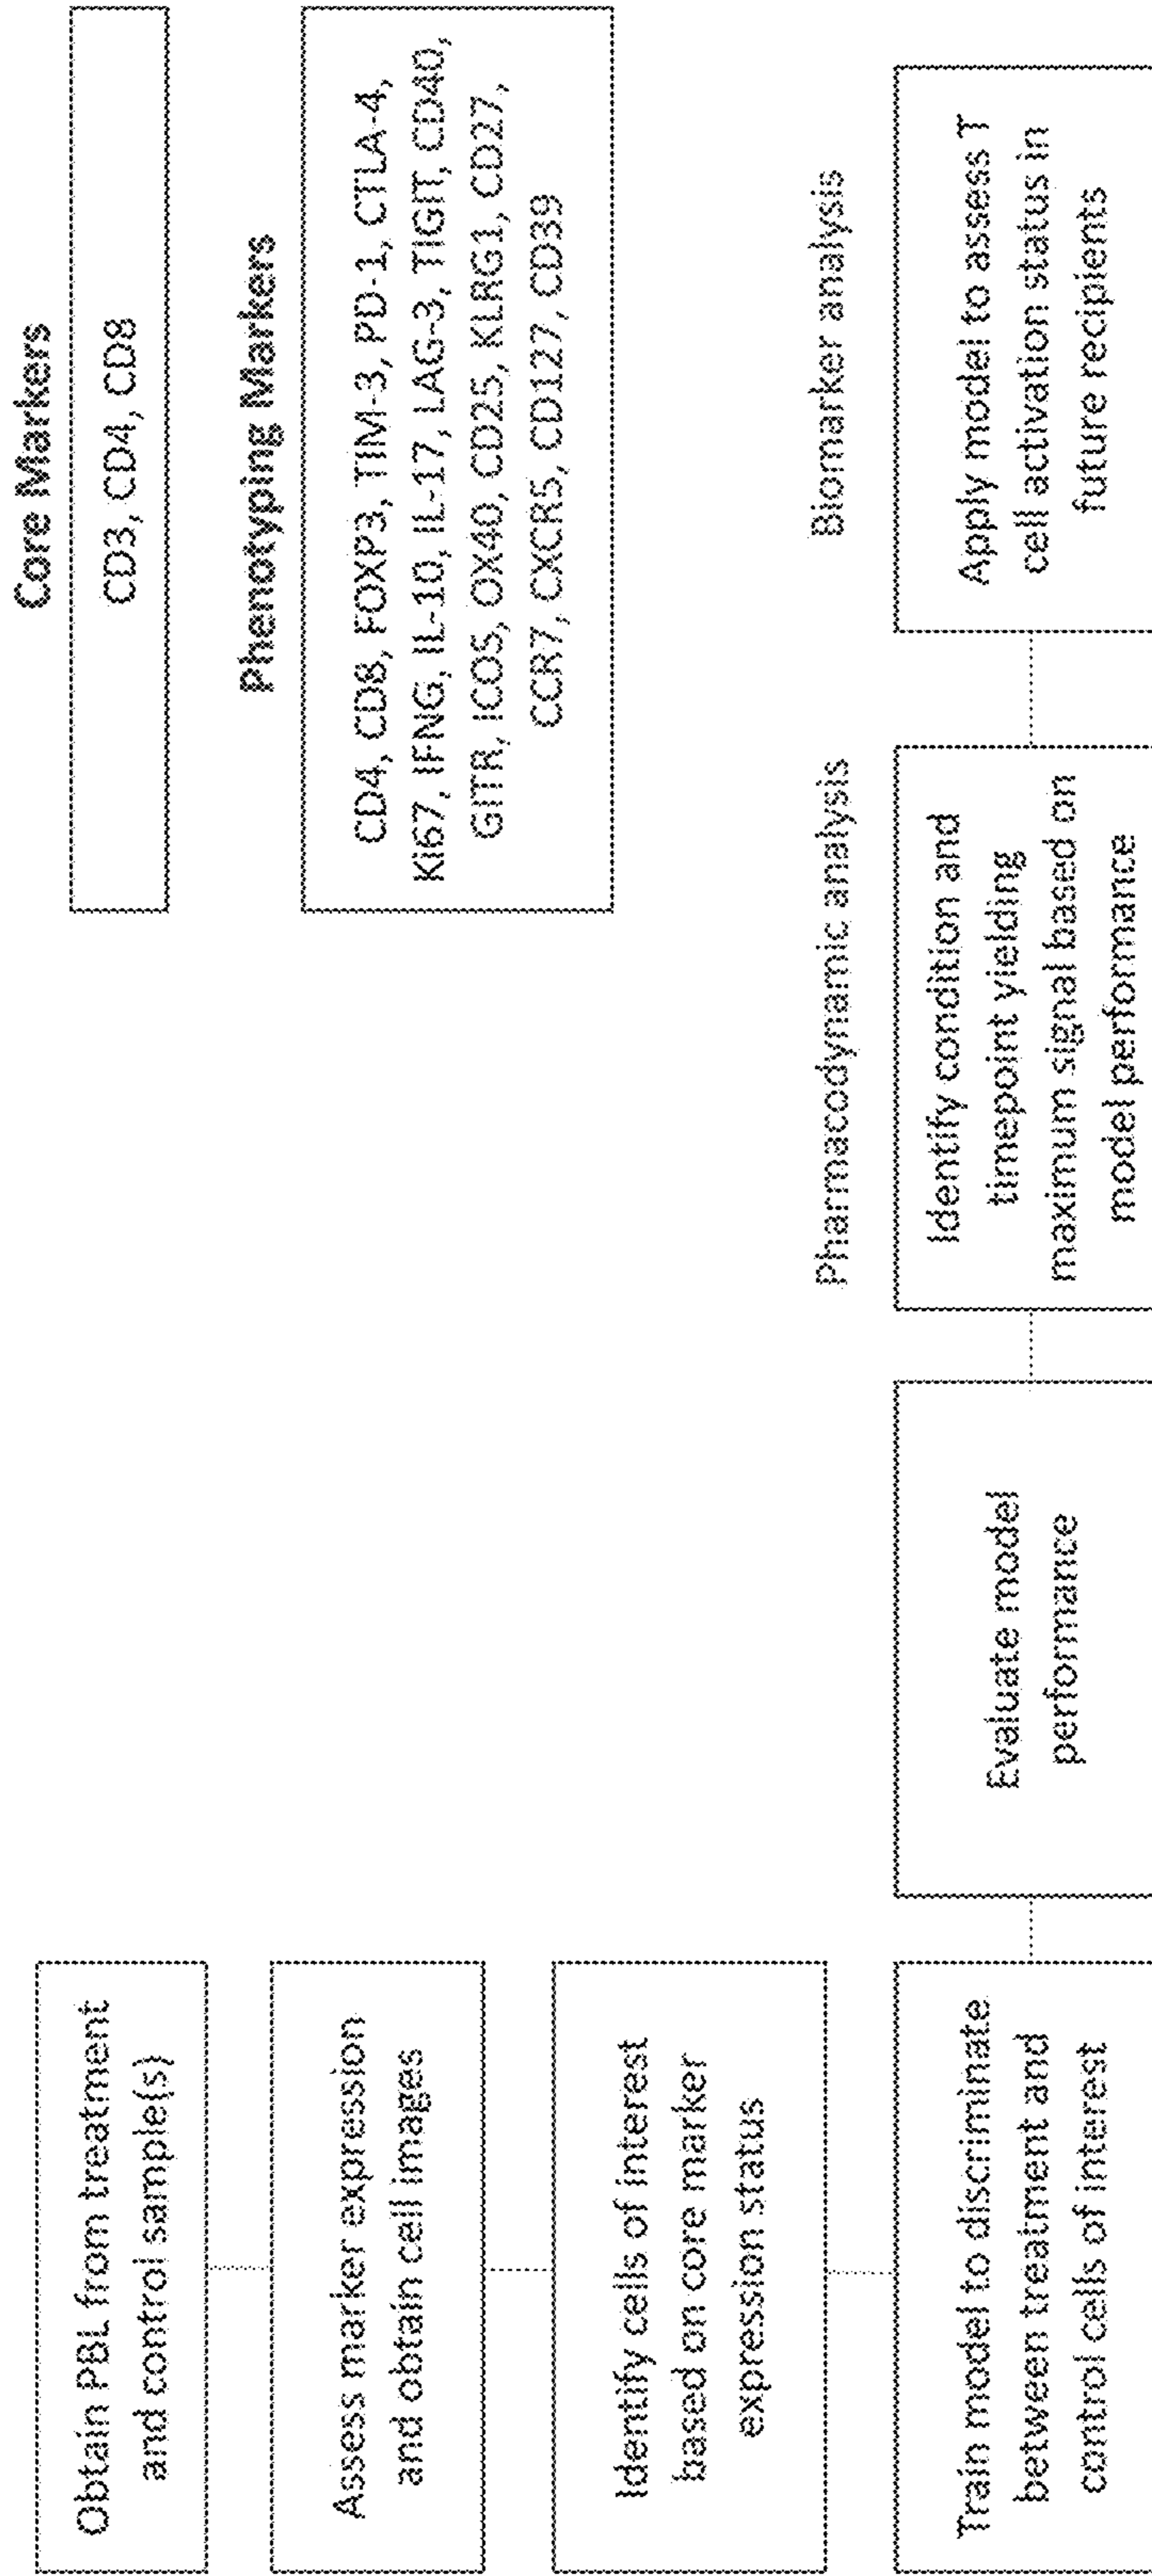 Obtain PBL from treatment
and control sample(s)
Assess marker expression
and obtain cell images
Identify cells of interest
based on core marker
expression status
Train model to discriminate
between treatment and
control cells of interest
Evaluate model
performance
Pharmacodynamic analysis
Identify condition and
timepoint yielding
maximum signal based on
model performance
Biomarker analysis
Apply model to assess T
cell activation status in
future recipients
Core Markers
CD3, CD4, CD8
Phenotyping Markers
CD4, CD8, FOXP3, TIM-3, PD-1, CTLA-4,
Ki67, IFNG, IL-10, IL-17, LAG-3, TIGIT, CD40,
GITR, ICOS, OX40, CD25, KLRG1, CD27,
CCR7, CXCR5, CD127, CD39